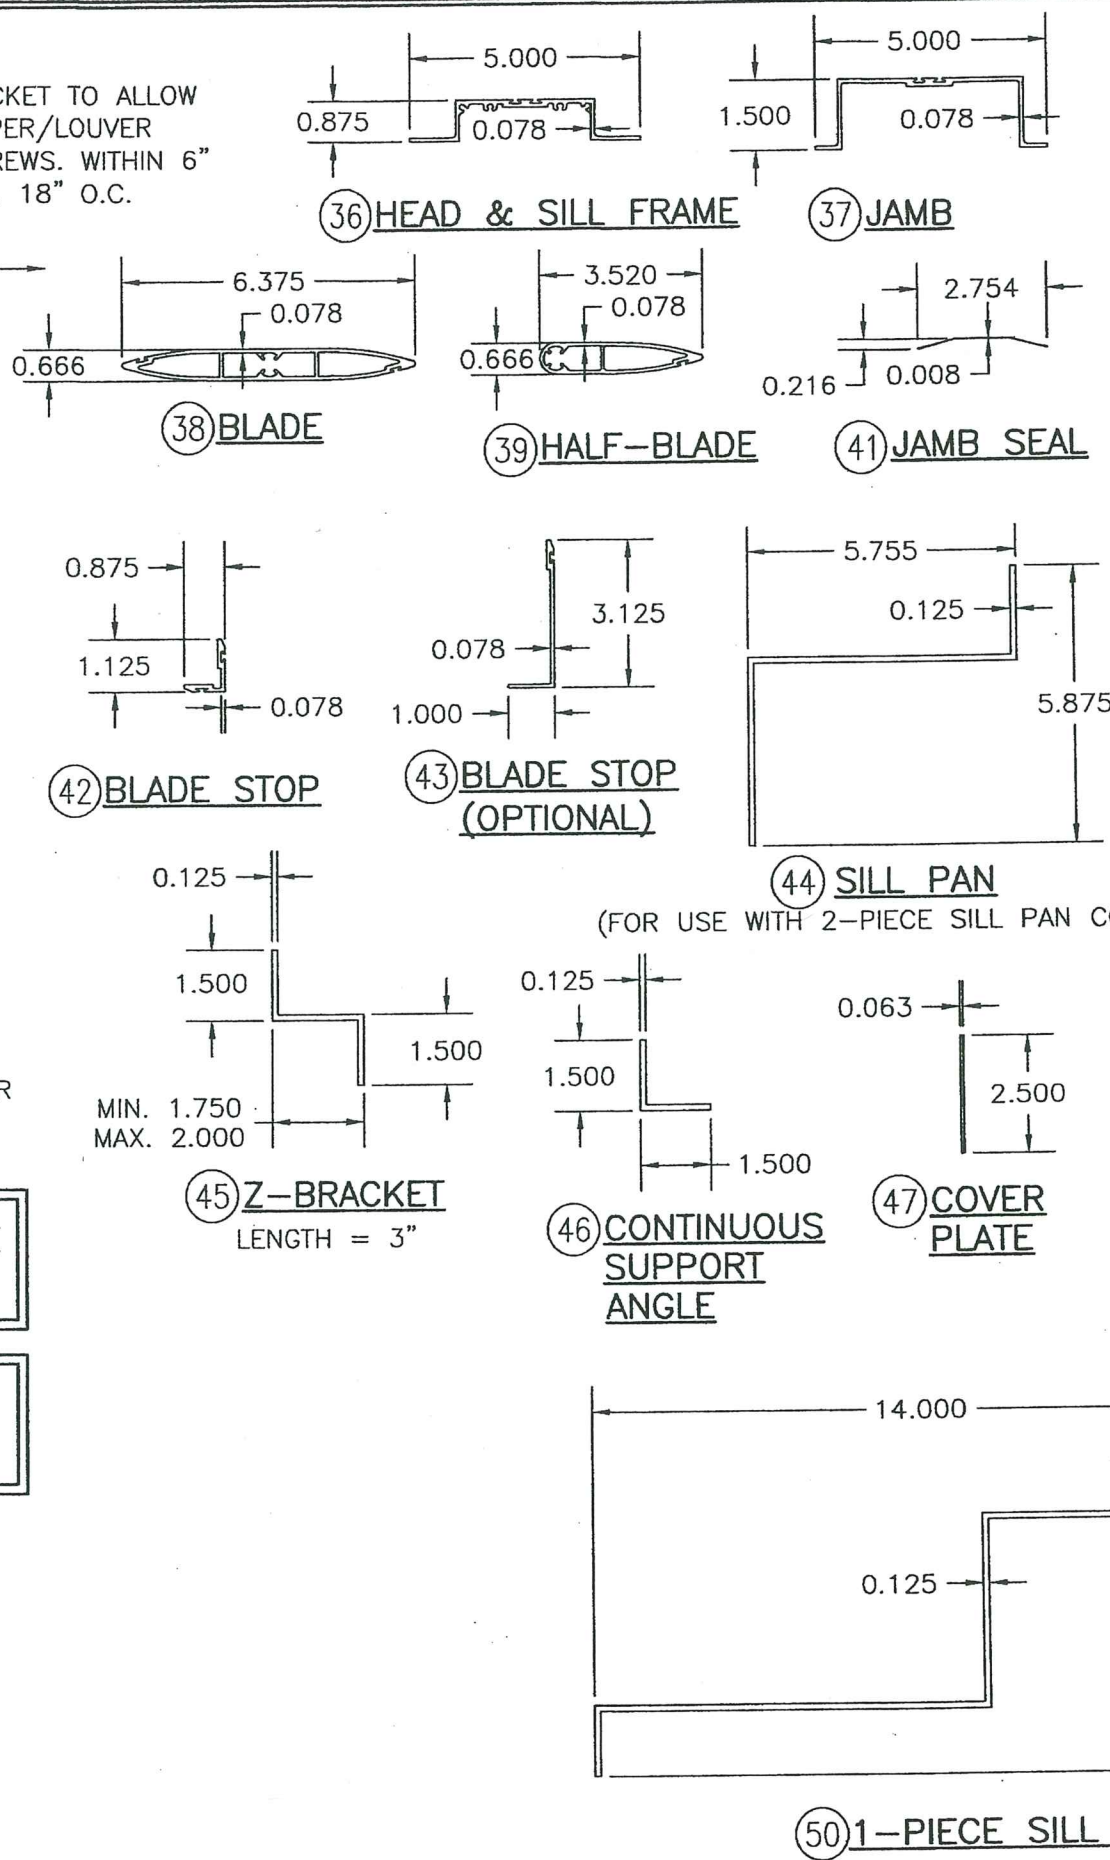 CKET TO ALLOW
PER/LOUVER
REWS. WITHIN 6"
18" O.C.
5.000
0.875
0.078
36 HEAD & SILL FRAME
5.000
1.500
0.078
37 JAMB
6.375
0.078
0.666
38 BLADE
3.520
0.078
0.666
39 HALF-BLADE
2.754
0.216
0.008
41 JAMB SEAL
0.875
1.125
0.078
42 BLADE STOP
3.125
0.078
1.000
43 BLADE STOP
(OPTIONAL)
5.755
0.125
5.875
44 SILL PAN
(FOR USE WITH 2-PIECE SILL PAN C
0.125
1.500
1.500
MIN. 1.750
MAX. 2.000
45 Z-BRACKET
LENGTH = 3"
0.125
1.500
1.500
46 CONTINUOUS
SUPPORT
ANGLE
0.063
2.500
47 COVER
PLATE
R
14.000
0.125
50 1-PIECE SILL